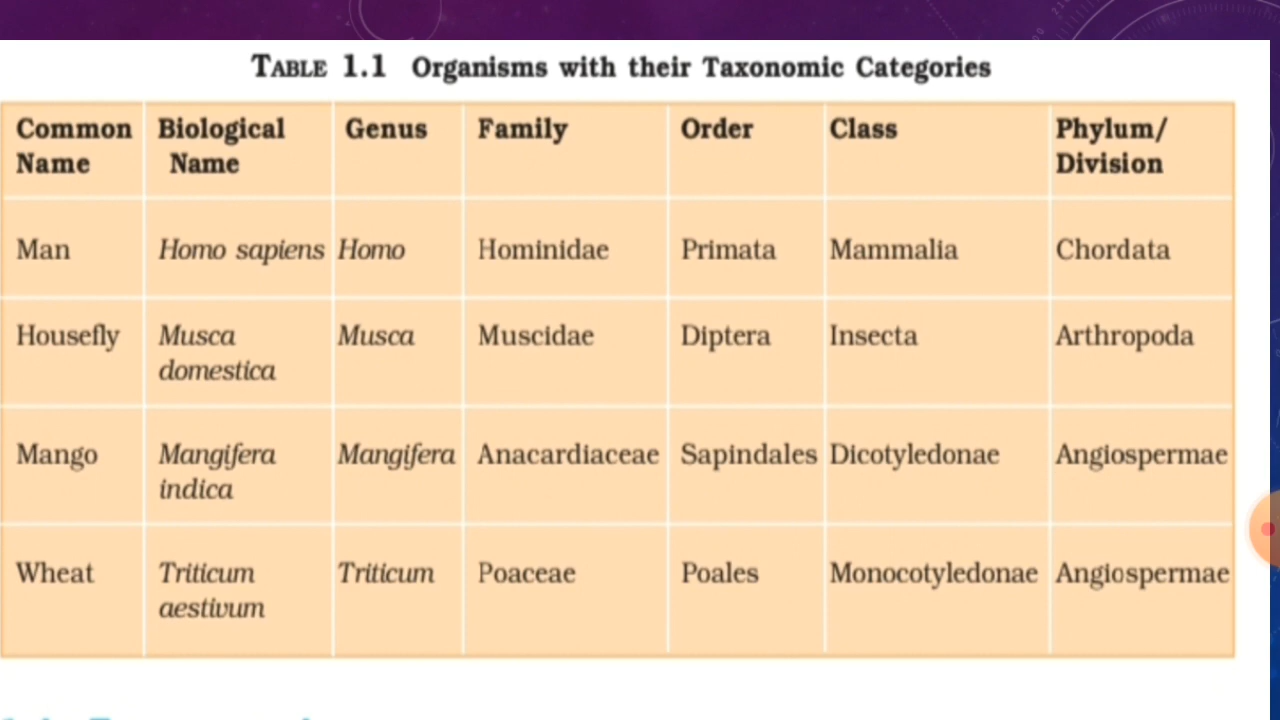 TABLE 1.1 Organisms with their Taxonomic Categories
Common Name Biological Name Genus Family Order Class Phylum/ Division
Man Homo sapiens Homo Hominidae Primata Mammalia Chordata
Housefly Musca domestica Musca Muscidae Diptera Insecta Arthropoda
Mango Mangifera indica Mangifera Anacardiaceae Sapindales Dicotyledonae Angiospermae
Wheat Triticum aestivum Triticum Poaceae Poales Monocotyledonae Angiospermae